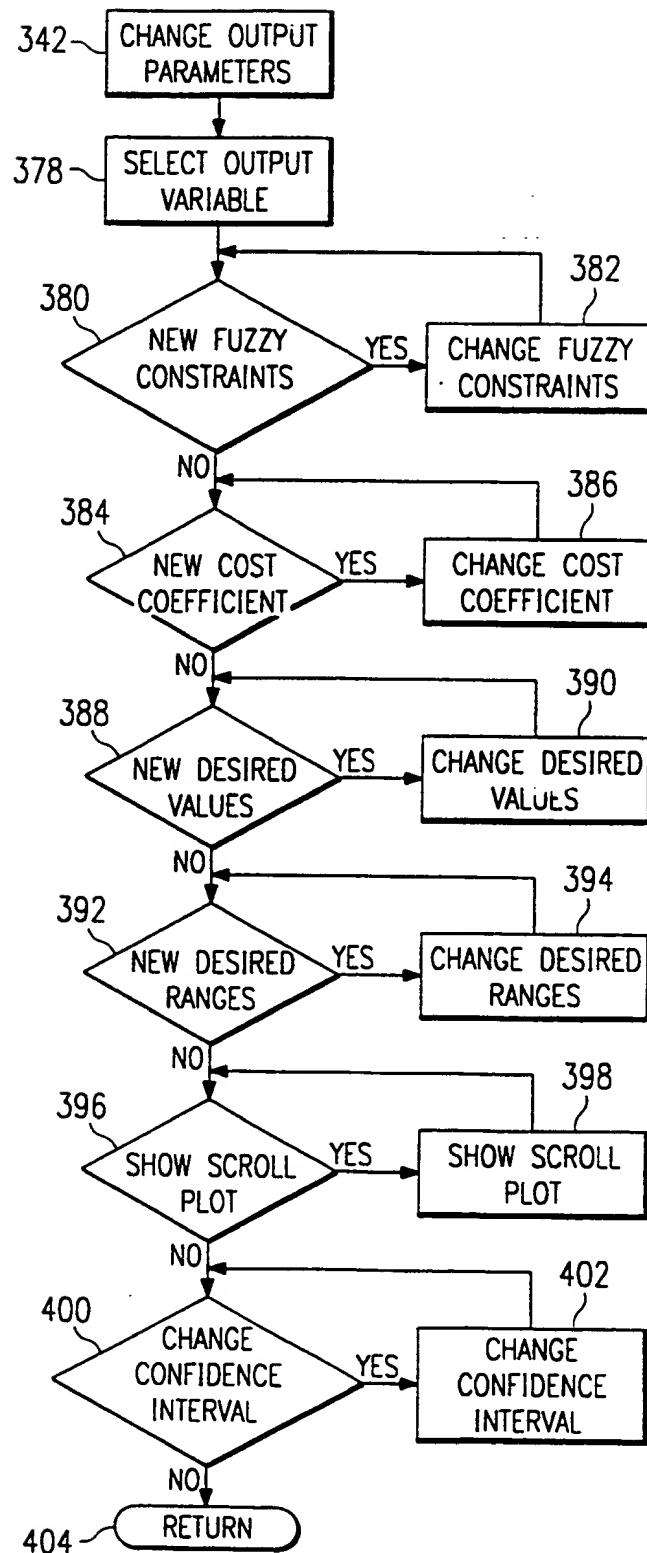 342
CHANGE OUTPUT
PARAMETERS
378
SELECT OUTPUT
VARIABLE
380
NEW FUZZY
CONSTRAINTS
YES
382
CHANGE FUZZY
CONSTRAINTS
NO
384
NEW COST
COEFFICIENT
YES
386
CHANGE COST
COEFFICIENT
NO
388
NEW DESIRED
VALUES
YES
390
CHANGE DESIRED
VALUES
NO
392
NEW DESIRED
RANGES
YES
394
CHANGE DESIRED
RANGES
NO
396
SHOW SCROLL
PLOT
YES
398
SHOW SCROLL
PLOT
NO
400
CHANGE
CONFIDENCE
INTERVAL
YES
402
CHANGE
CONFIDENCE
INTERVAL
NO
404
RETURN